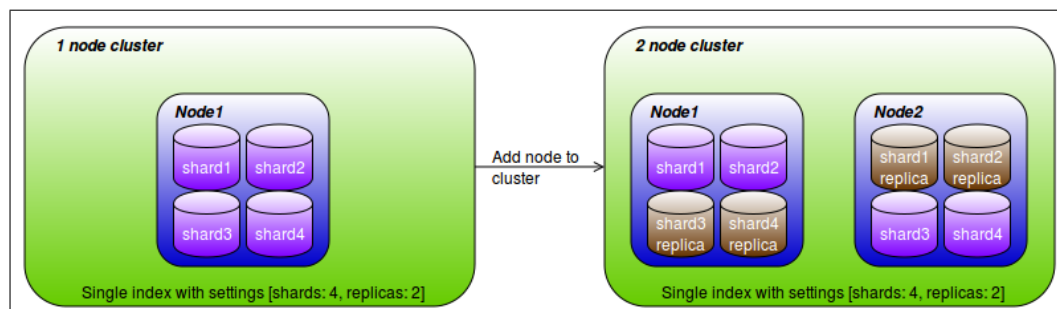 1 node cluster
Node1
shard1
shard2
shard3
shard4
Single index with settings [shards: 4, replicas: 2]
Add node to
cluster
2 node cluster
Node1
shard1
shard2
shard3
replica
shard4
replica
Node2
shard1
replica
shard2
replica
shard3
shard4
Single index with settings [shards: 4, replicas: 2]